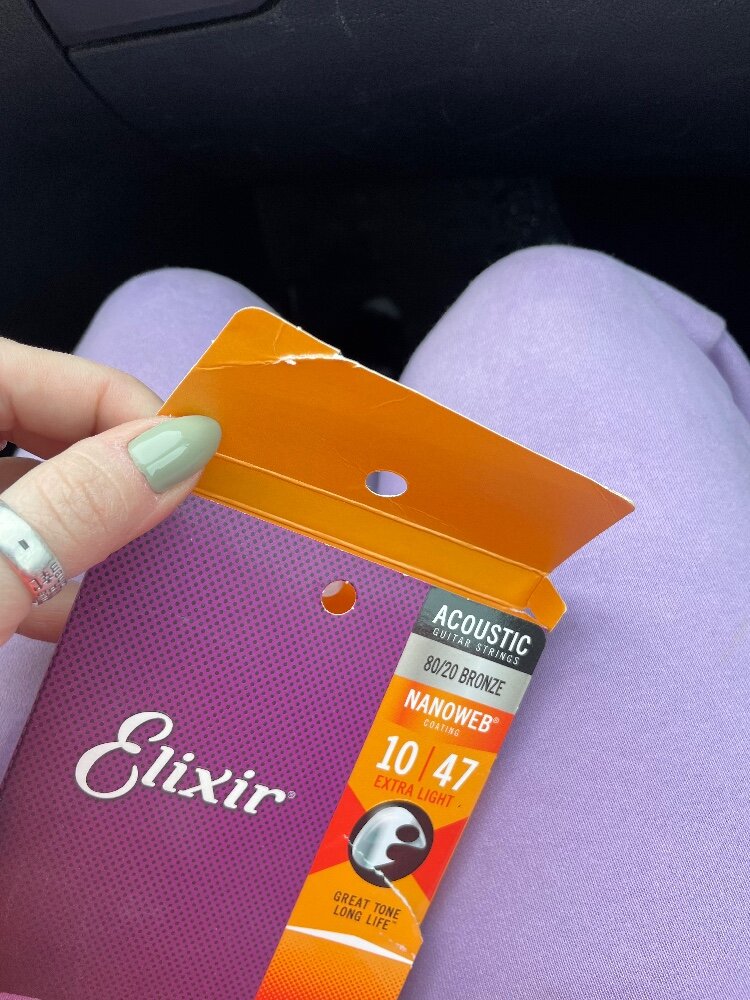 ACOUSTIC
GUITAR STRINGS
80/20 BRONZE
NANOWEB®
COATING
10 | 47
EXTRA LIGHT
Elixir®
GREAT TONE
LONG LIFE™